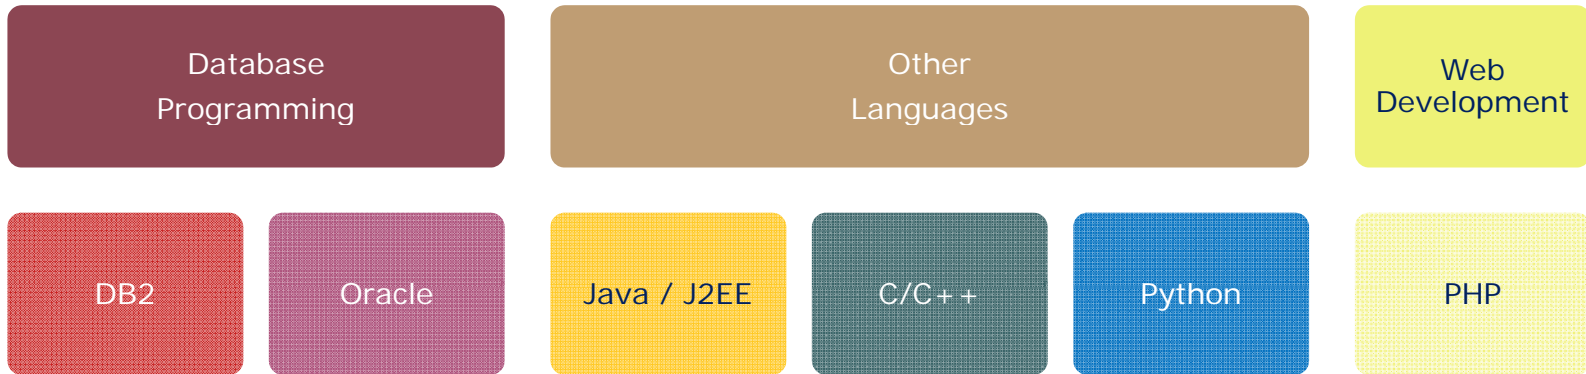 Database
Programming
Other
Languages
Web
Development
DB2
Oracle
Java / J2EE
C/C++
Python
PHP